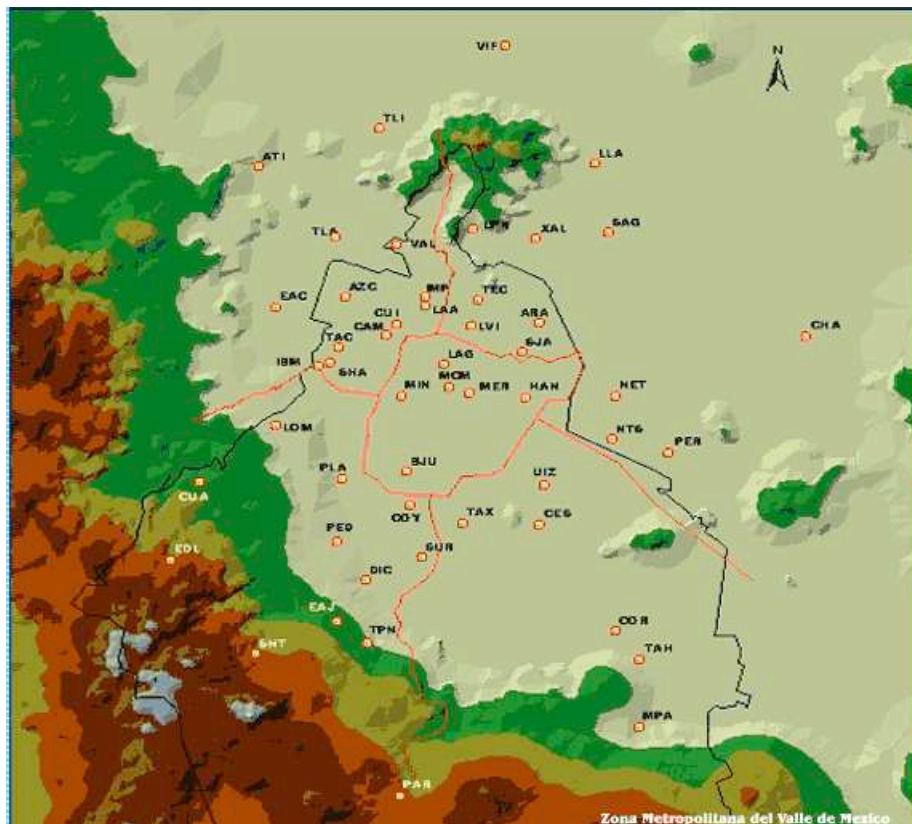 VIF
N
TLI
ATI
LLA
LPR
XAL
SAG
TLA
VAL
EAC
AZC
IMP
TEC
LAA
CUI
LVI
ARA
CAM
CHA
TAC
SJA
IBM
SHA
LAG
MCM
MIN
MER
HAN
NET
LOM
NTS
PER
PLA
BJU
UIZ
CUA
COY
TAX
CES
PED
SUR
EDL
DIC
EAJ
TPN
COR
SNT
TAH
MPA
PAR
Zona Metropolitana del Valle de Mexico